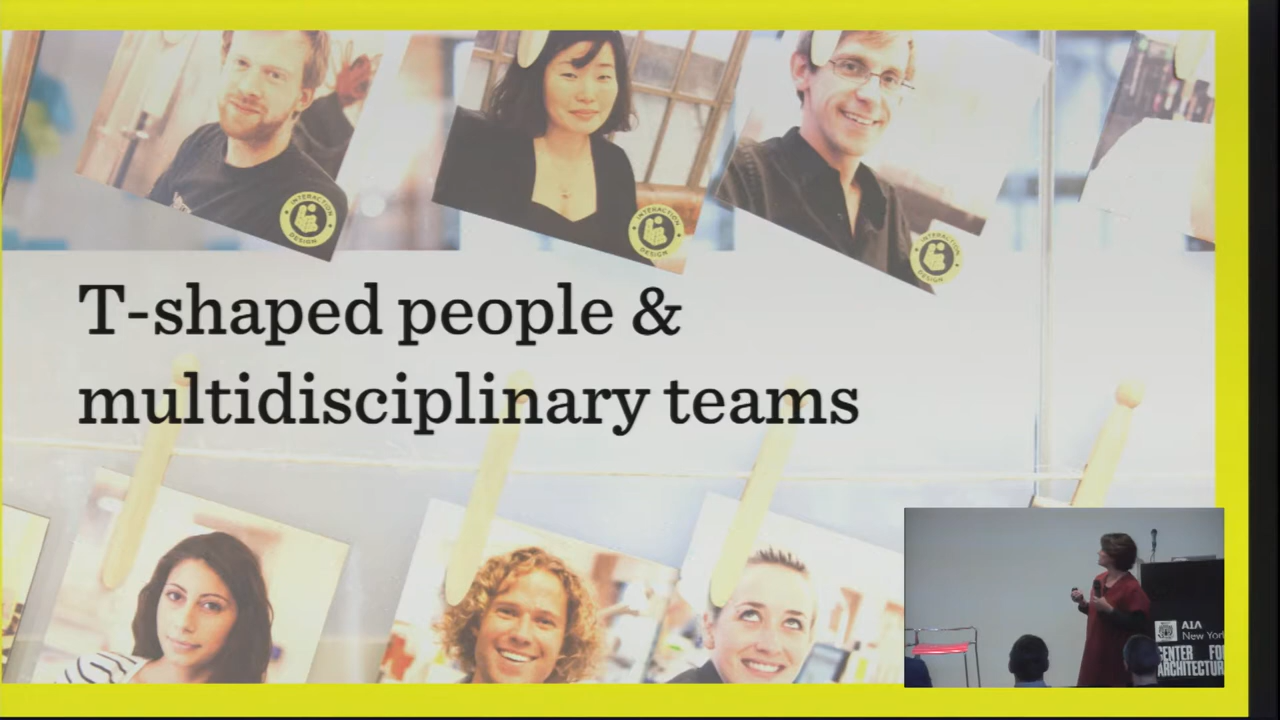 INTERACTION
DESIGN
INTERACTION
DESIGN
INTERACTION
DESIGN
T-shaped people &
multidisciplinary teams
AIA
New York
CENTER FOR
ARCHITECTURE